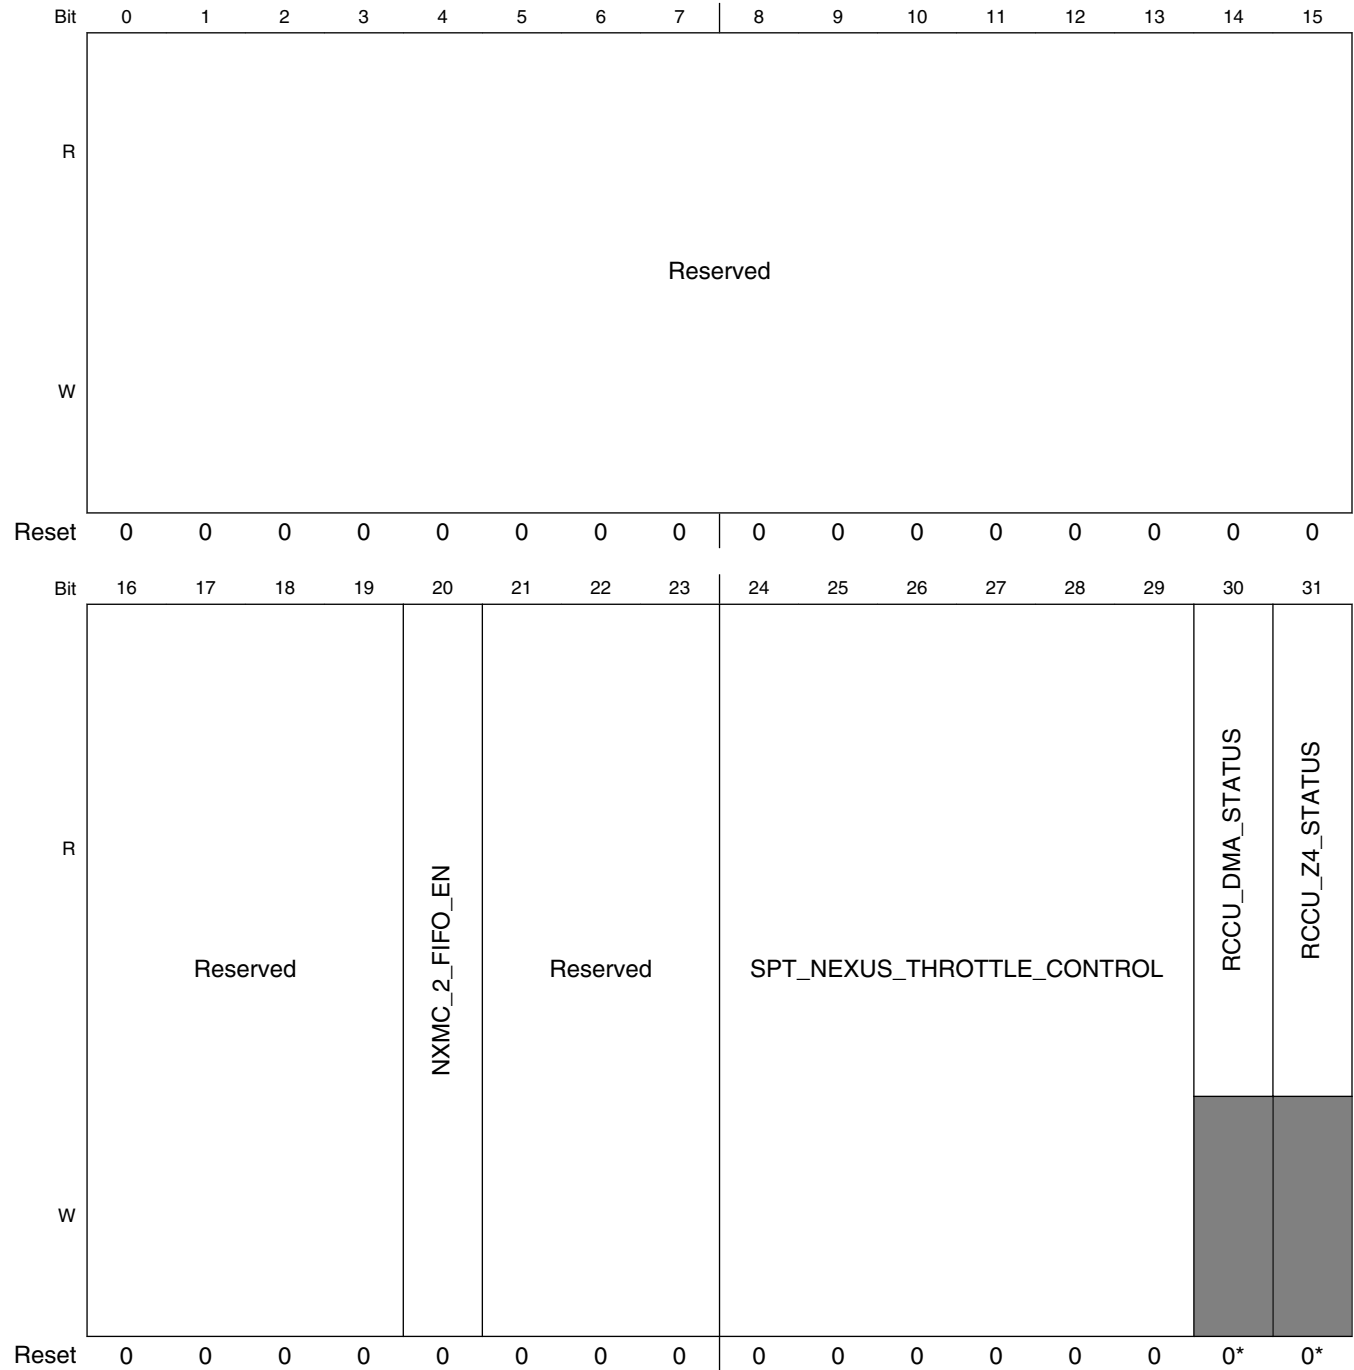 Bit 0 1 2 3 4 5 6 7 8 9 10 11 12 13 14 15
R
Reserved
W
Reset 0 0 0 0 0 0 0 0 0 0 0 0 0 0 0 0
Bit 16 17 18 19 20 21 22 23 24 25 26 27 28 29 30 31
R
Reserved
NXMC_2_FIFO_EN
Reserved
SPT_NEXUS_THROTTLE_CONTROL
RCCU_DMA_STATUS
RCCU_Z4_STATUS
W
Reset 0 0 0 0 0 0 0 0 0 0 0 0 0 0 0* 0*